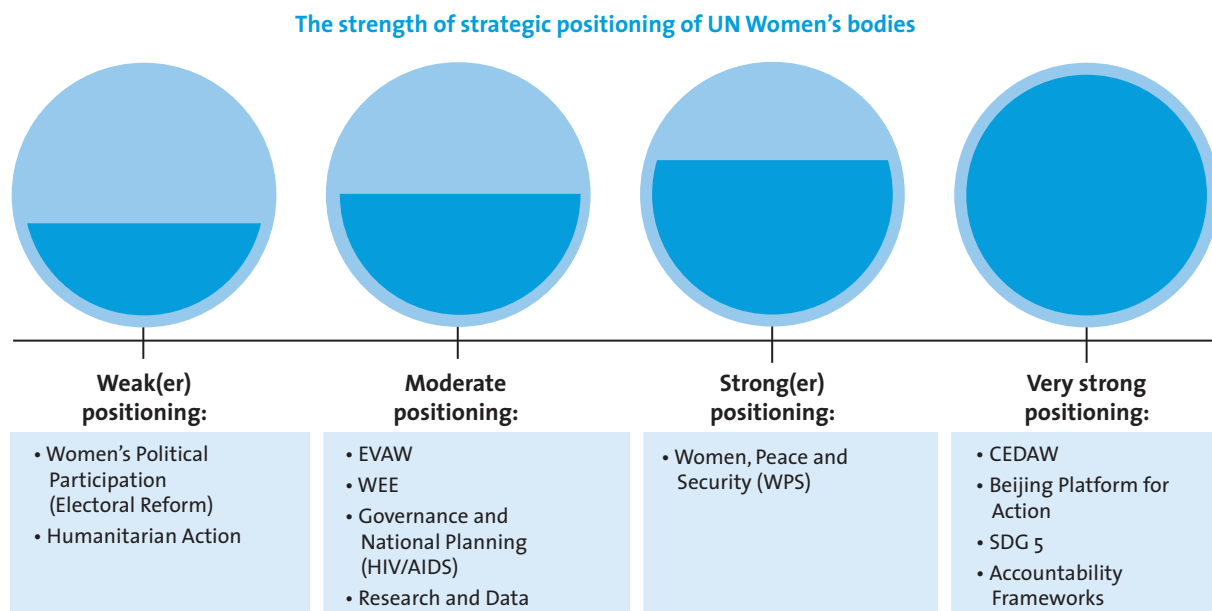 The strength of strategic positioning of UN Women’s bodies
Weak(er)
positioning:
• Women’s Political
Participation
(Electoral Reform)
• Humanitarian Action
Moderate
positioning:
• EVAW
• WEE
• Governance and
National Planning
(HIV/AIDS)
• Research and Data
Strong(er)
positioning:
• Women, Peace and
Security (WPS)
Very strong
positioning:
• CEDAW
• Beijing Platform for
Action
• SDG 5
• Accountability
Frameworks